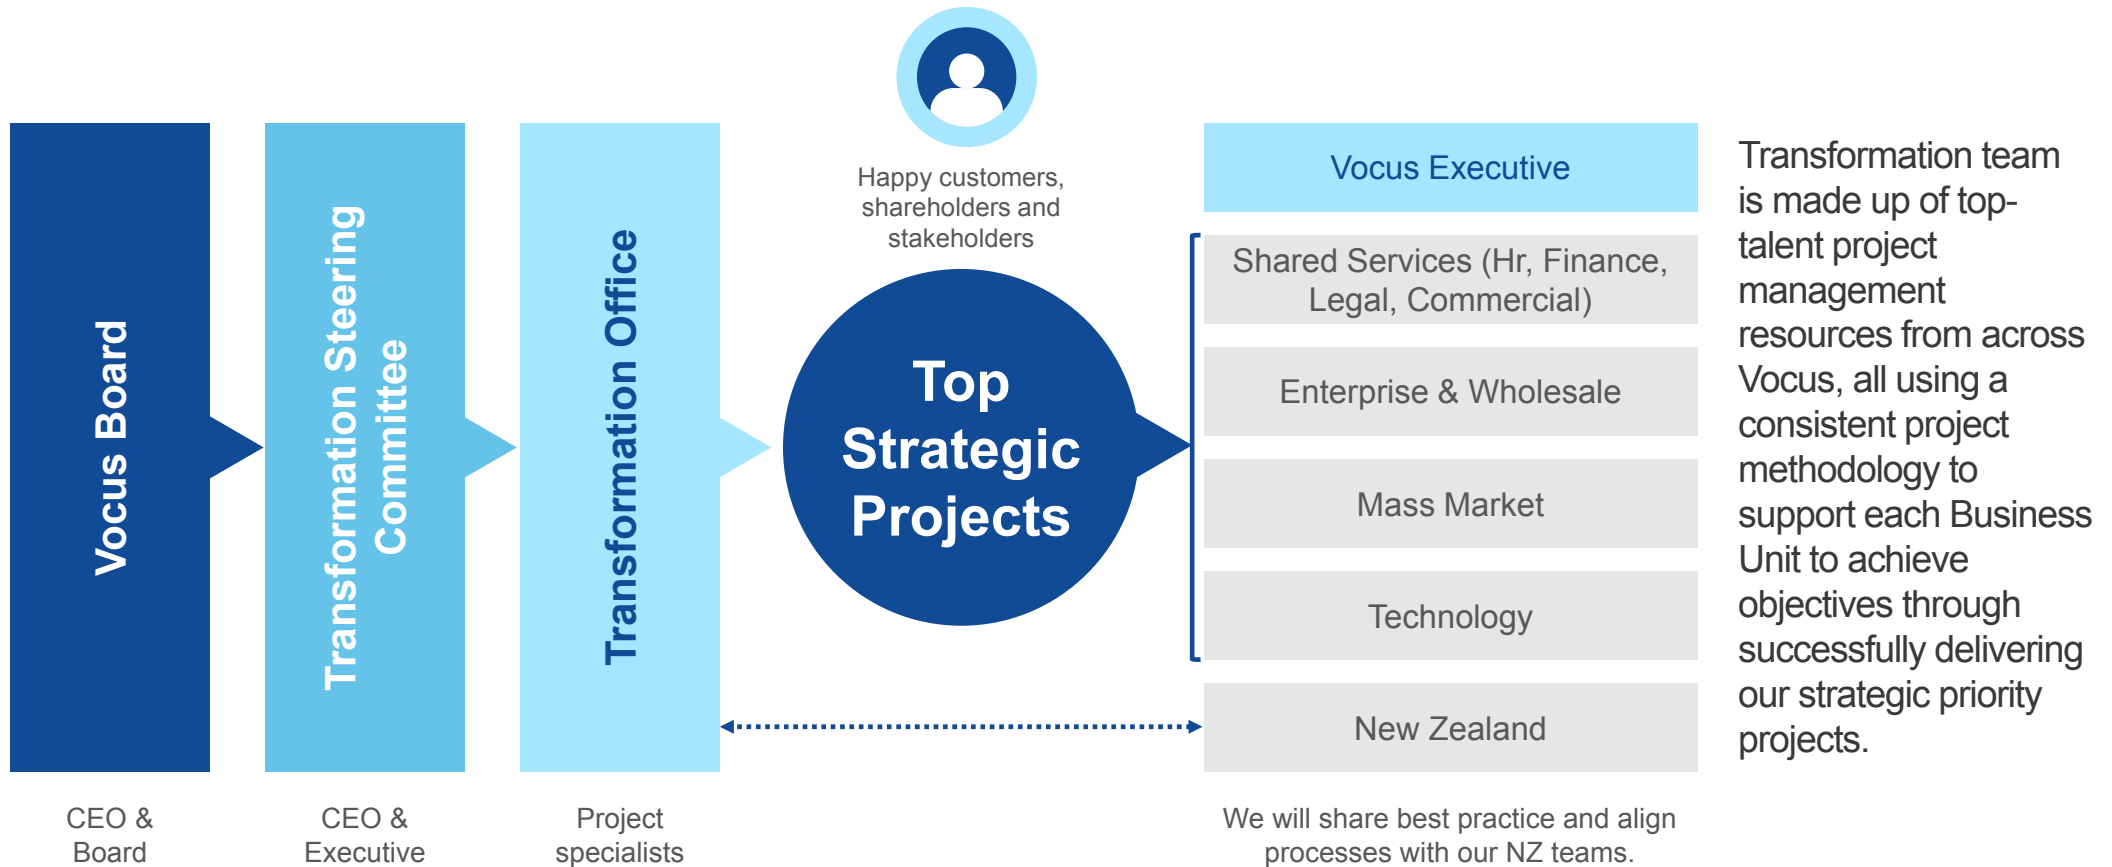 Vocus Board
CEO &
Board
Transformation Steering
Committee
CEO &
Executive
Transformation Office
Project
specialists
Happy customers,
shareholders and
stakeholders
Top
Strategic
Projects
Vocus Executive
Shared Services (Hr, Finance,
Legal, Commercial)
Enterprise & Wholesale
Mass Market
Technology
New Zealand
We will share best practice and align
processes with our NZ teams.
Transformation team
is made up of top-
talent project
management
resources from across
Vocus, all using a
consistent project
methodology to
support each Business
Unit to achieve
objectives through
successfully delivering
our strategic priority
projects.